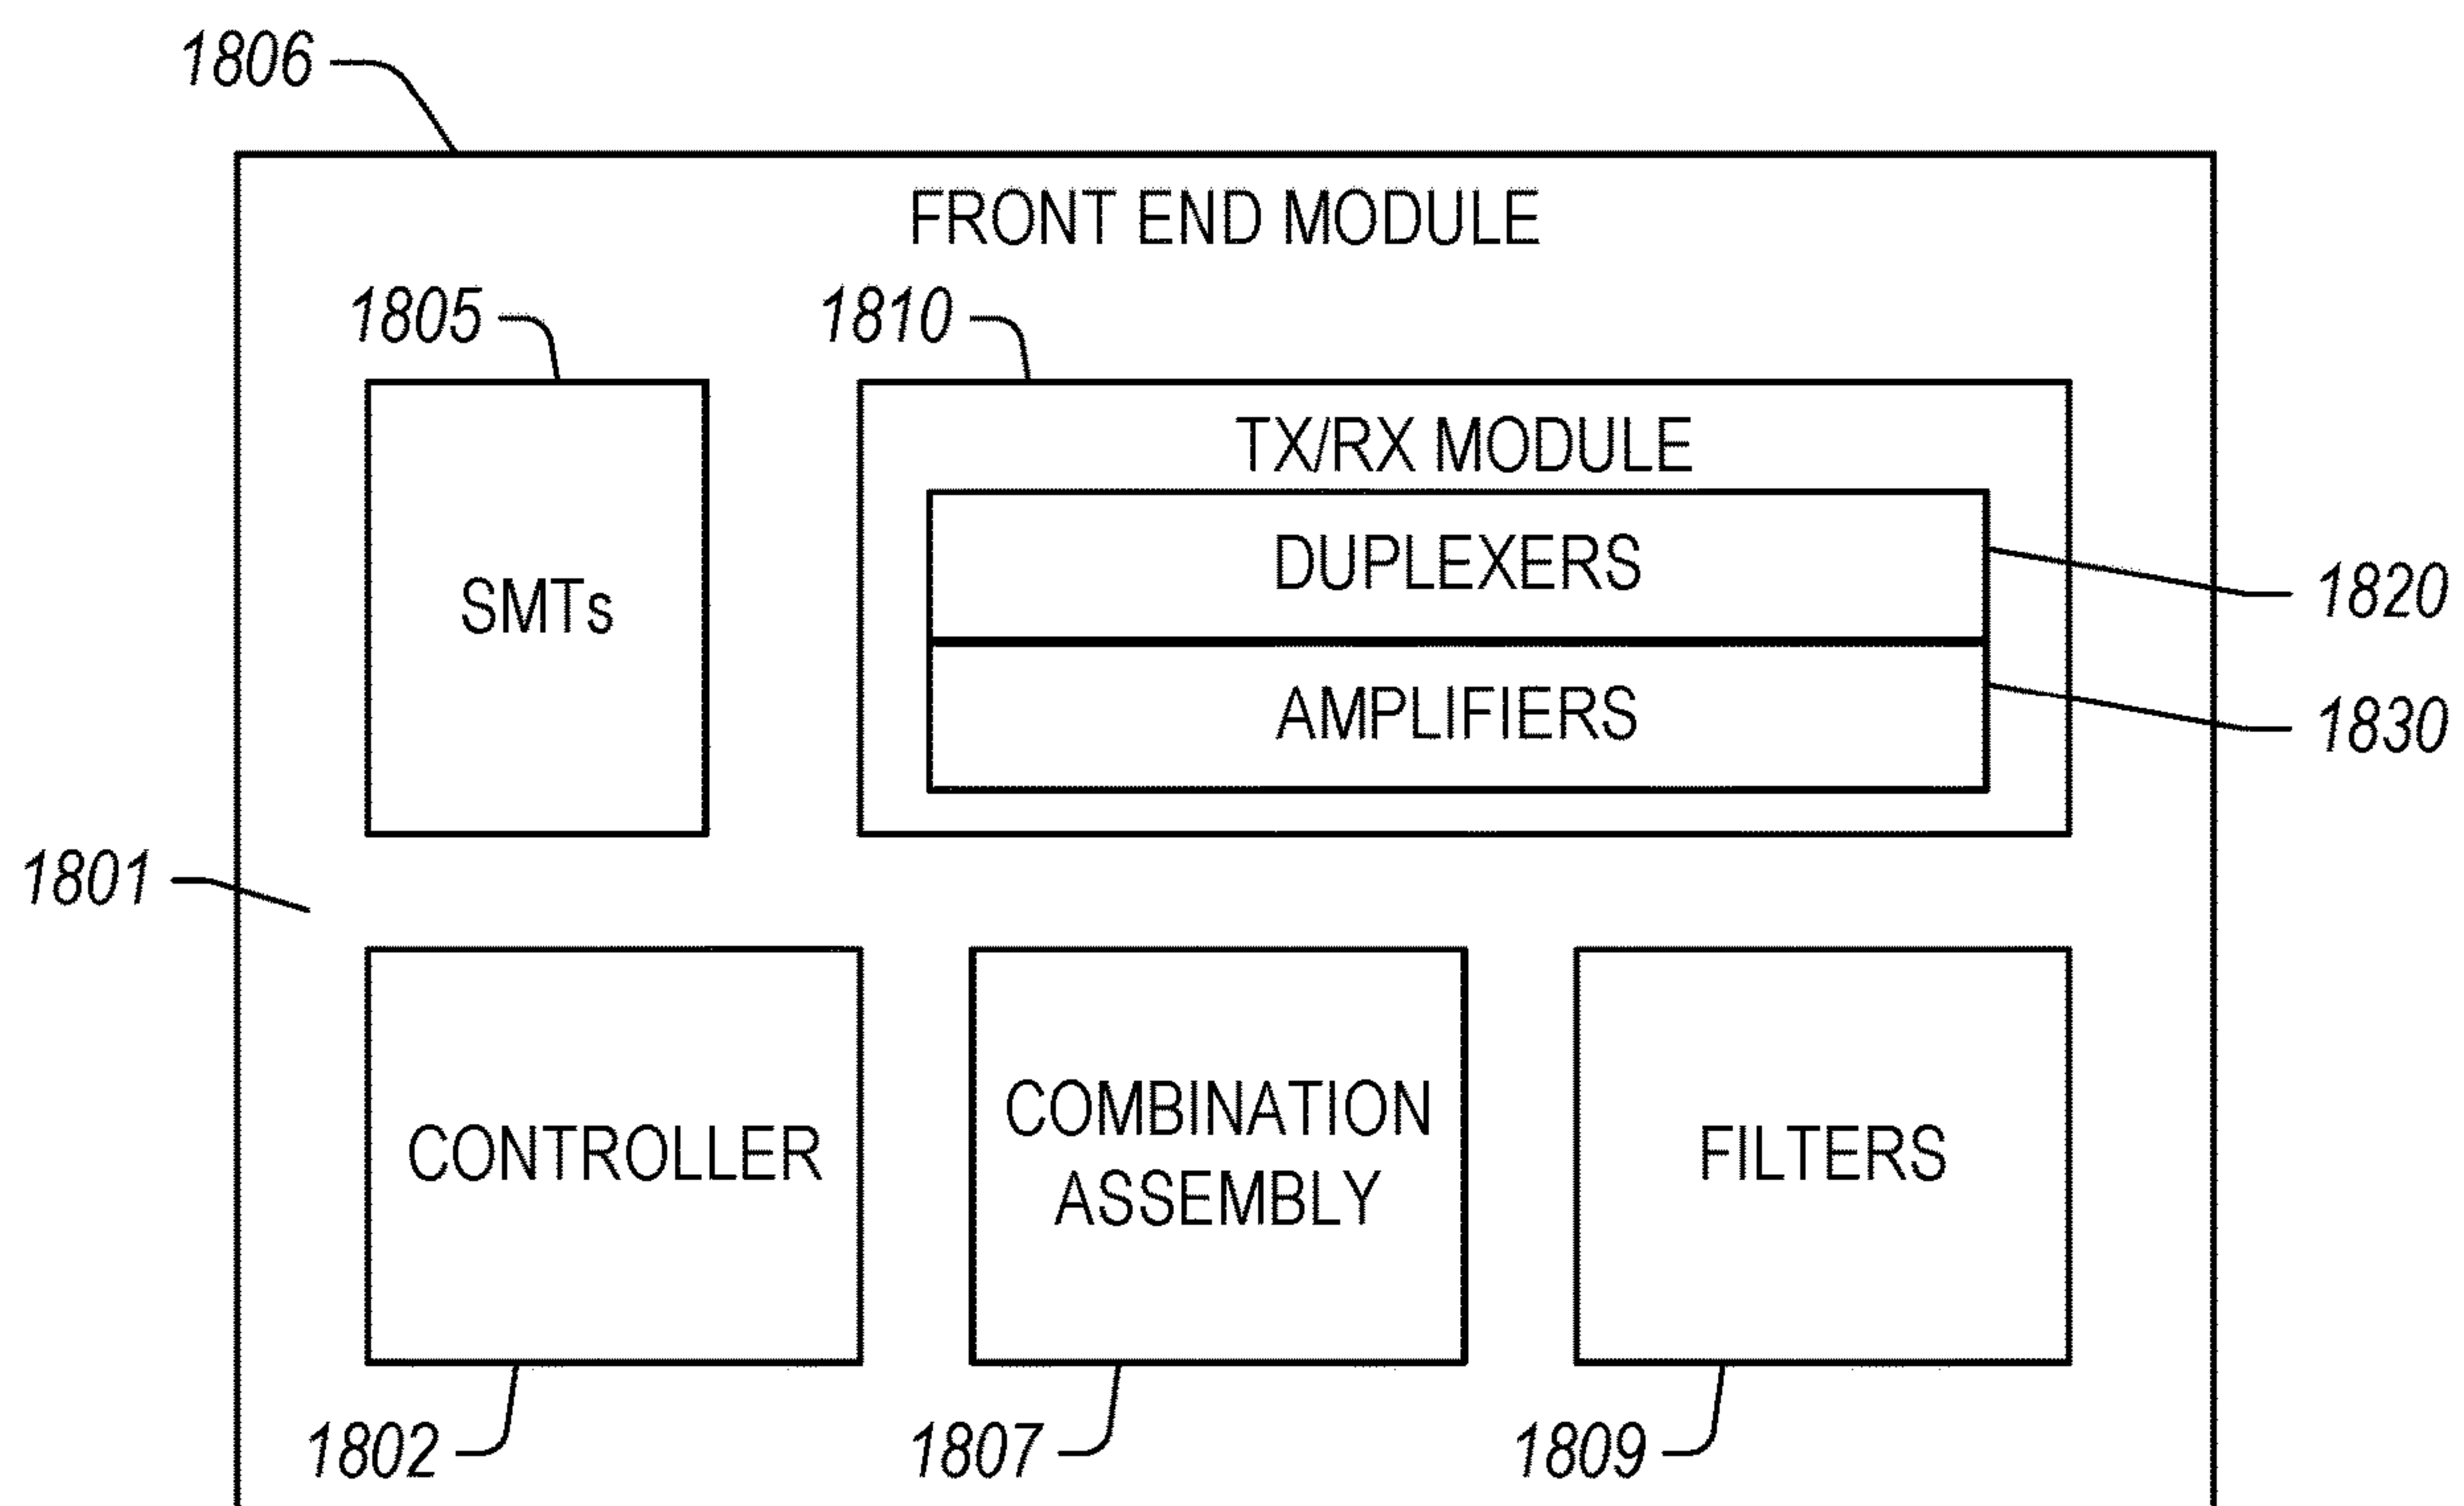 1806
FRONT END MODULE
1805
1810
TX/RX MODULE
SMTs
DUPLEXERS
1820
AMPLIFIERS
1830
1801
CONTROLLER
COMBINATION
ASSEMBLY
FILTERS
1802
1807
1809